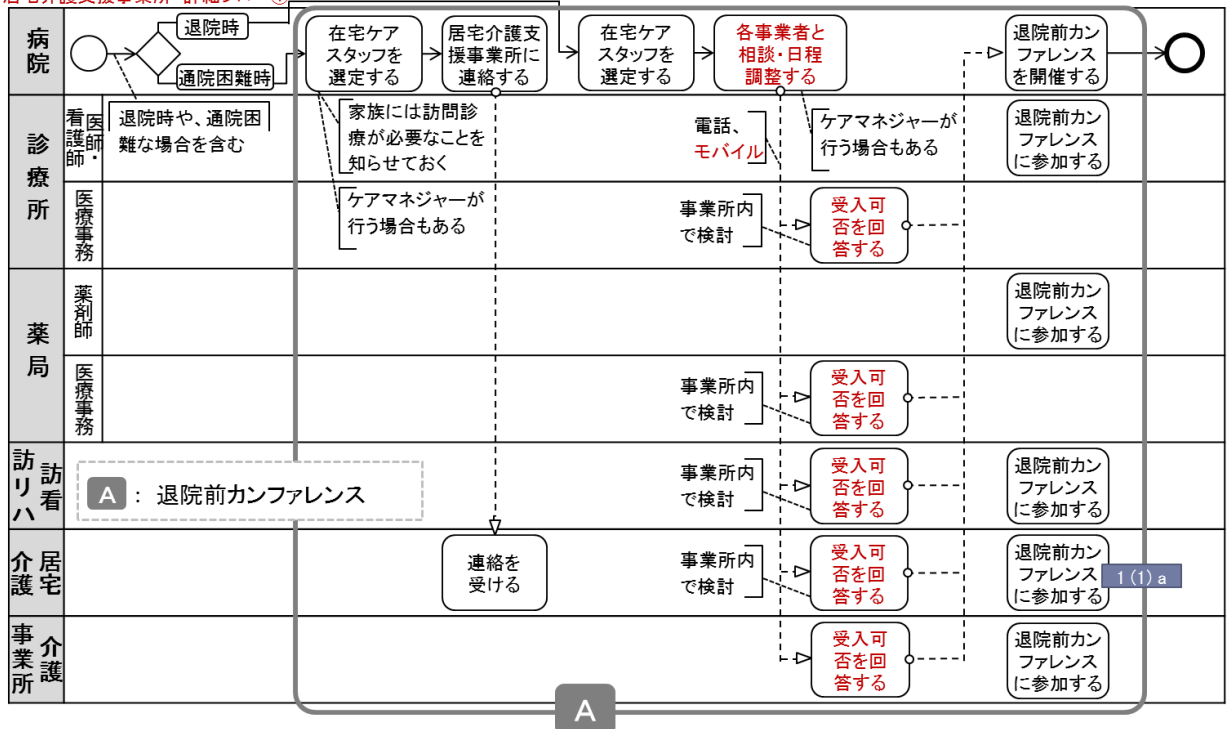 病院
退院時
通院困難時
在宅ケア
スタッフを
選定する
居宅介護支
援事業所に
連絡する
在宅ケア
スタッフを
選定する
各事業者と
相談・日程
調整する
退院前カン
ファレンス
を開催する
診療所
医師・
看護師
退院時や、通院困
難な場合を含む
家族には訪問診
療が必要なことを
知らせておく
電話、
モバイル
ケアマネジャーが
行う場合もある
退院前カン
ファレンス
に参加する
医療事務
ケアマネジャーが
行う場合もある
事業所内
で検討
受入可
否を回
答する
薬局
薬剤師
退院前カン
ファレンス
に参加する
医療事務
事業所内
で検討
受入可
否を回
答する
訪看
訪リハ
A : 退院前カンファレンス
事業所内
で検討
受入可
否を回
答する
退院前カン
ファレンス
に参加する
居宅
介護
連絡を
受ける
事業所内
で検討
受入可
否を回
答する
退院前カン
ファレンス
に参加する
1 (1) a
介護
事業所
受入可
否を回
答する
退院前カン
ファレンス
に参加する
A